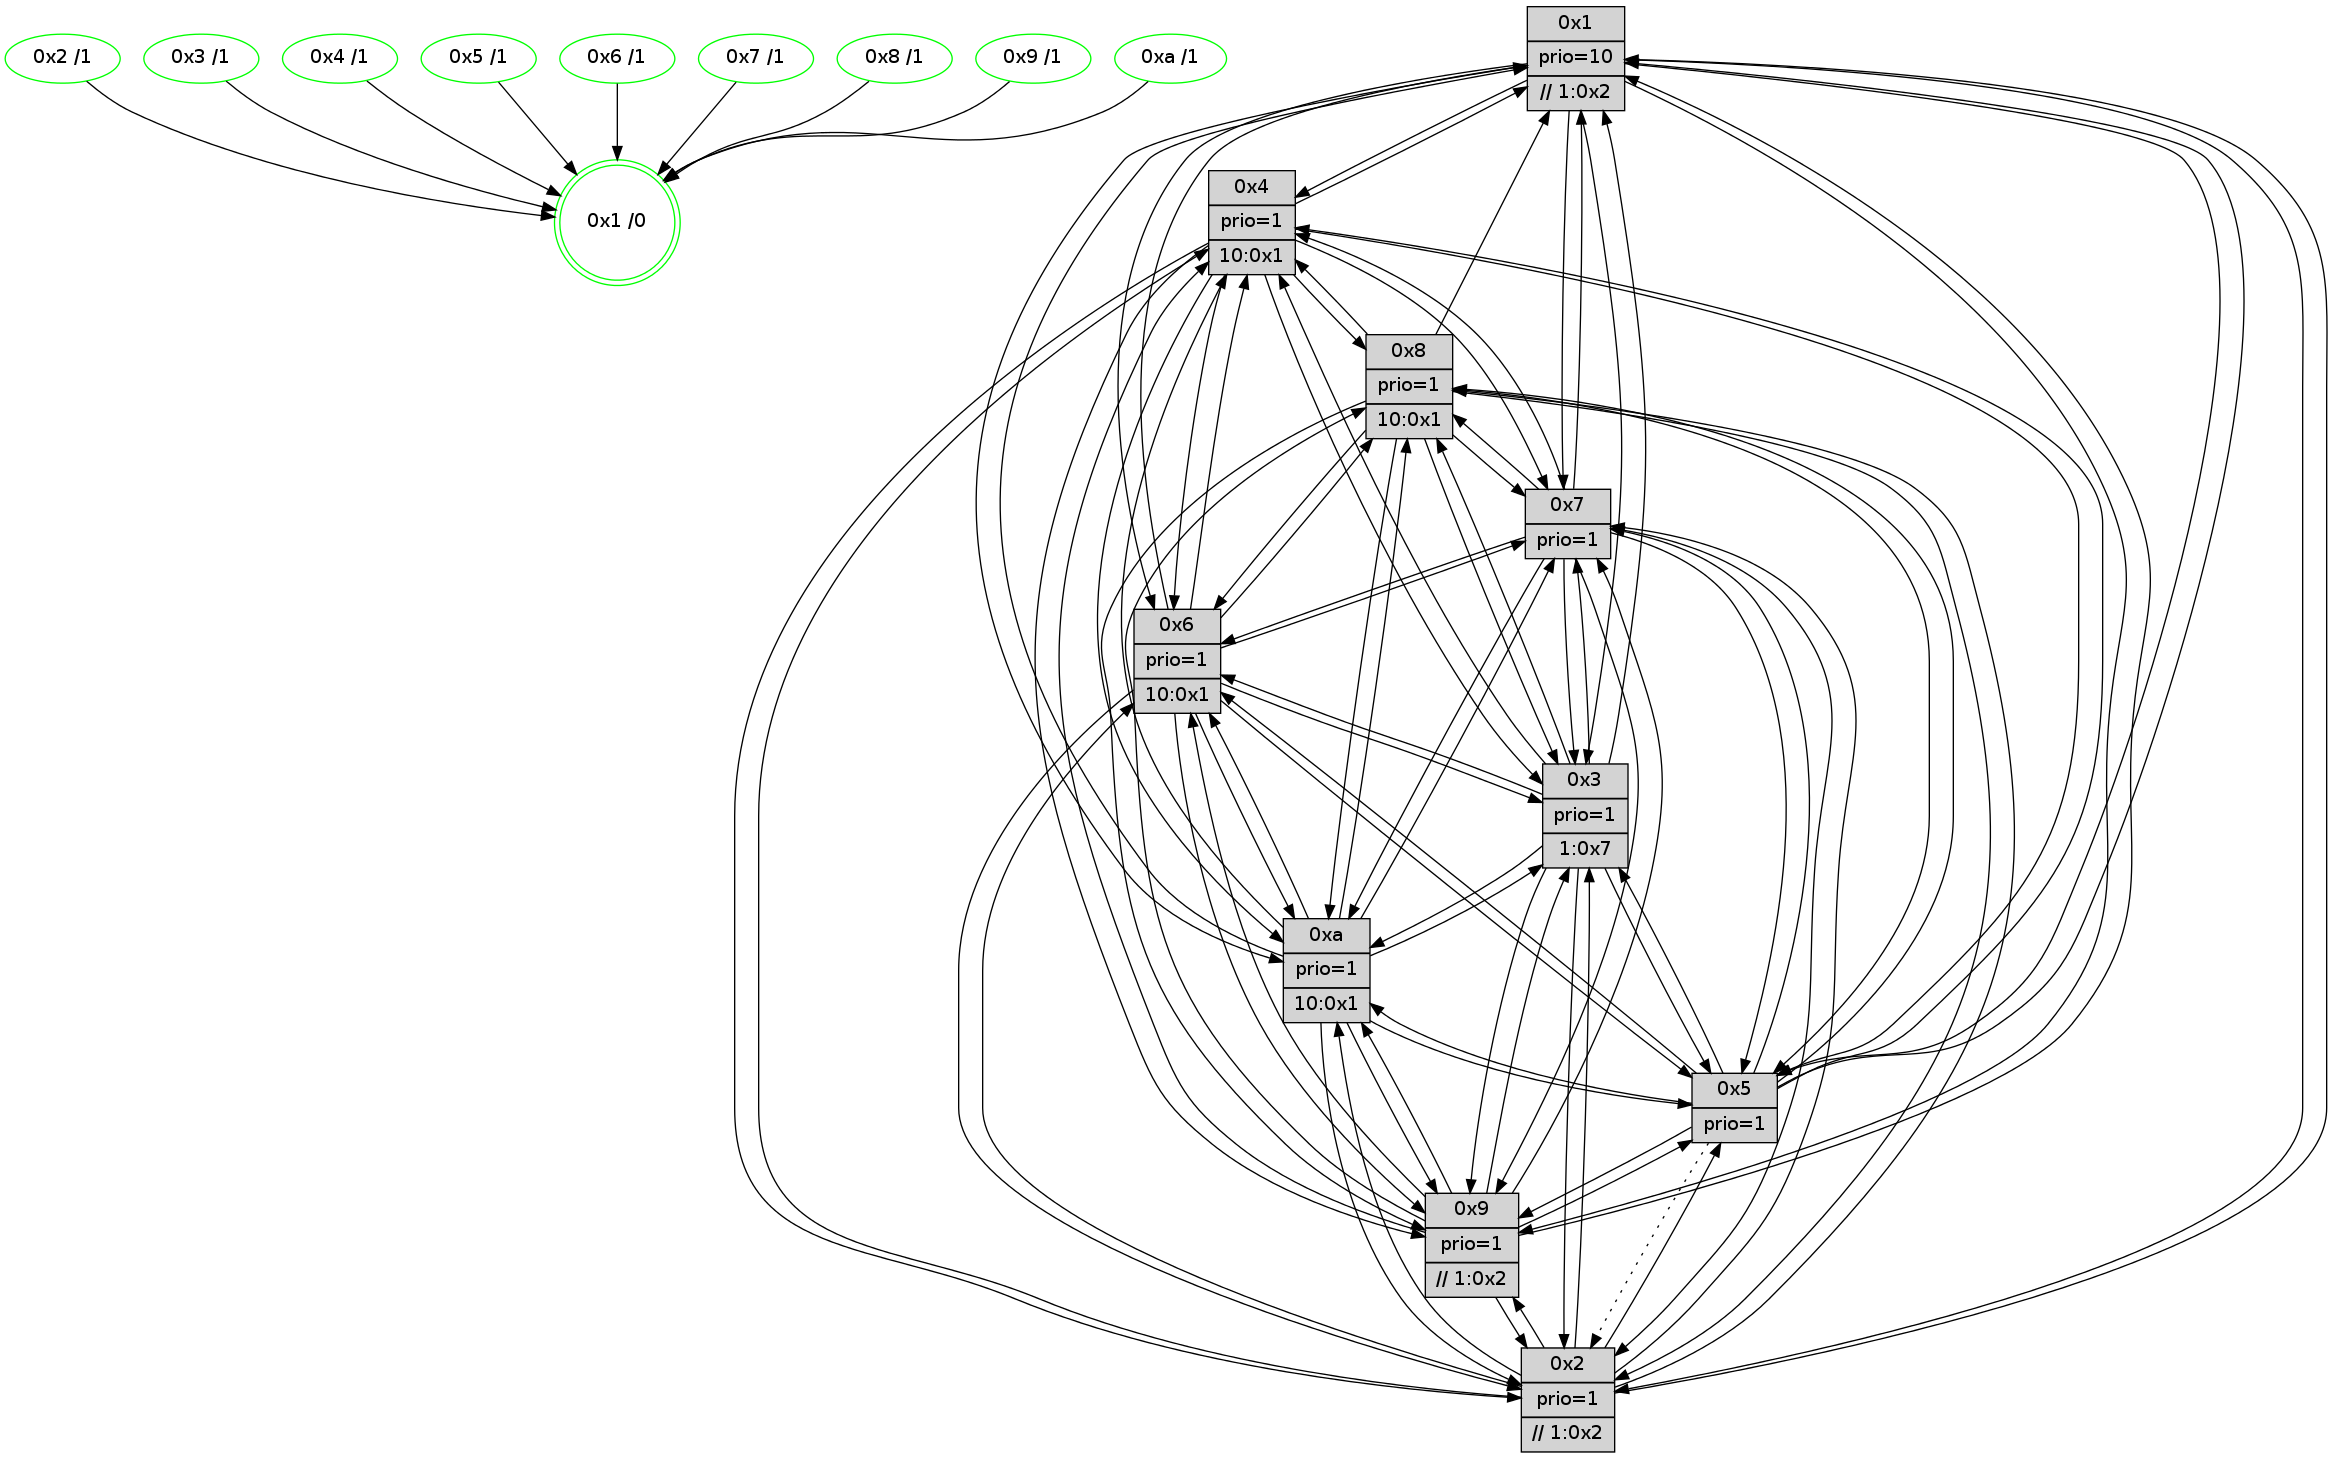 0x2 /1
0x3 /1
0x4 /1
0x5 /1
0x6 /1
0x7 /1
0x8 /1
0x9 /1
0xa /1
0x1 /0
0x1
prio=10
// 1:0x2
0x4
prio=1
10:0x1
0x8
prio=1
10:0x1
0x7
prio=1
0x6
prio=1
10:0x1
0x3
prio=1
1:0x7
0xa
prio=1
10:0x1
0x5
prio=1
0x9
prio=1
// 1:0x2
0x2
prio=1
// 1:0x2